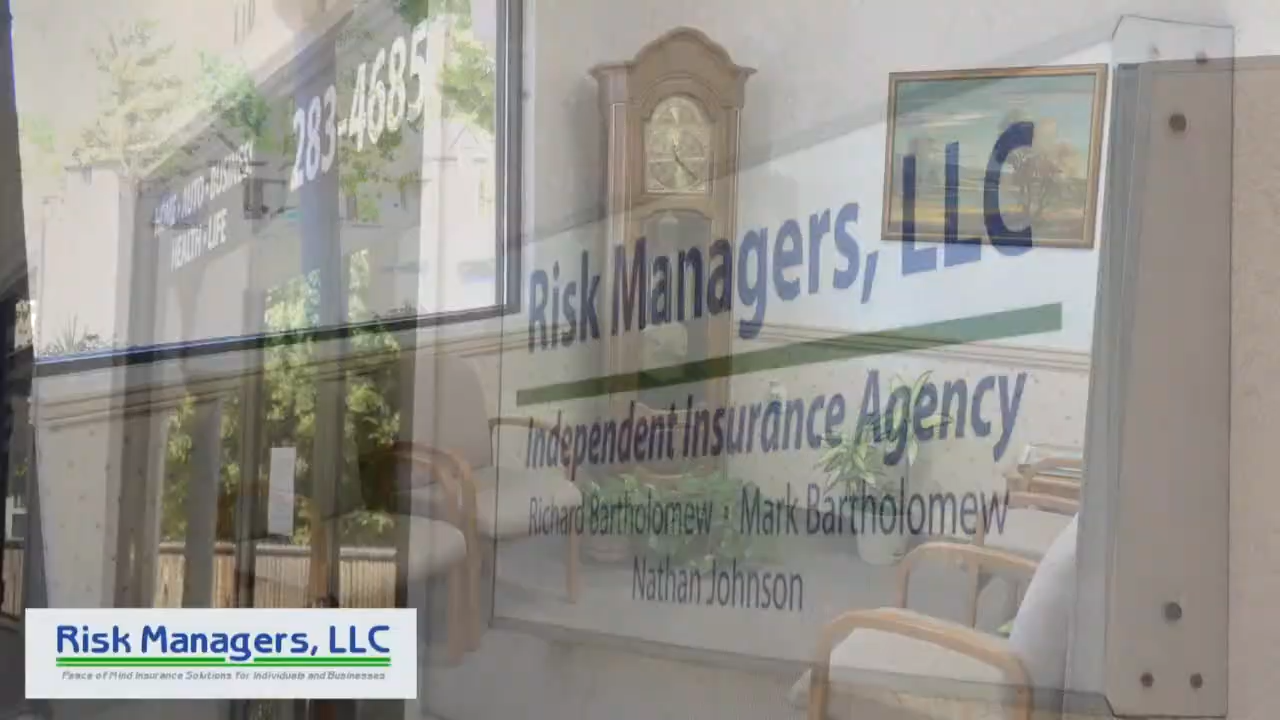 283-4685
HOME • AUTO • BUSINESS
HEALTH • LIFE
Risk Managers, LLC
Independent Insurance Agency
Richard Bartholomew • Mark Bartholomew
Nathan Johnson
Risk Managers, LLC
Peace of Mind Insurance Solutions for Individuals and Businesses